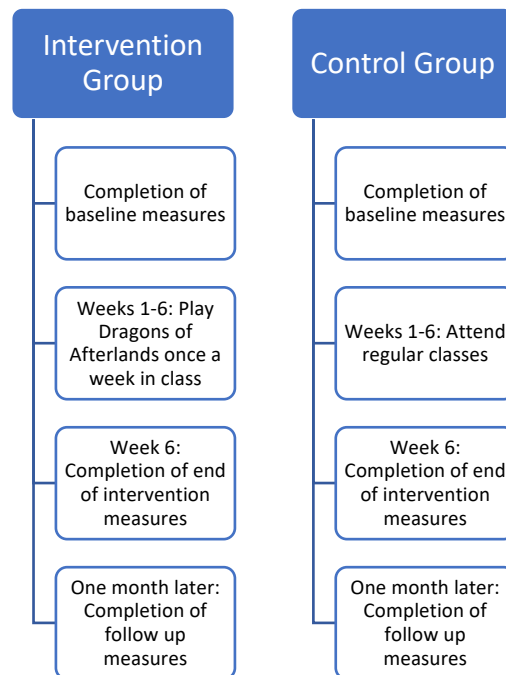 Intervention
Group
Completion of
baseline measures
Weeks 1-6: Play
Dragons of
Afterlands once a
week in class
Week 6:
Completion of end
of intervention
measures
One month later:
Completion of
follow up
measures
Control Group
Completion of
baseline measures
Weeks 1-6: Attend
regular classes
Week 6:
Completion of end
of intervention
measures
One month later:
Completion of
follow up
measures